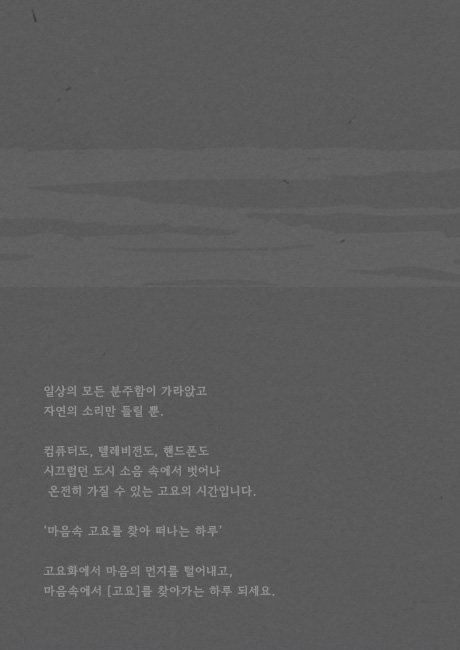 일상의 모든 분주함이 가라앉고
자연의 소리만 들릴 뿐.
컴퓨터도, 텔레비전도, 핸드폰도
시끄럽던 도시 소음 속에서 벗어나
온전히 가질 수 있는 고요의 시간입니다.
‘마음속 고요를 찾아 떠나는 하루’
고요화에서 마음의 먼지를 털어내고,
마음속에서 [고요]를 찾아가는 하루 되세요.